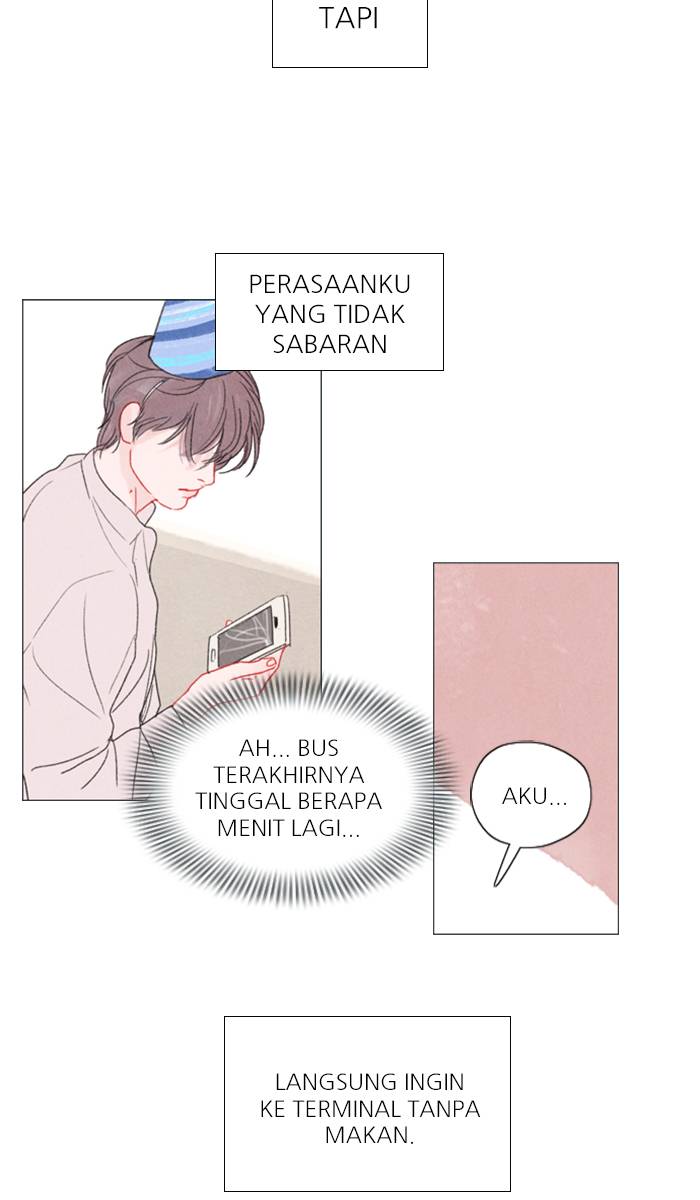 TAPI
PERASAANKU
YANG TIDAK
SABARAN
AH... BUS
TERAKHIRNYA
TINGGAL BERAPA
MENIT LAGI...
AKU...
LANGSUNG INGIN
KE TERMINAL TANPA
MAKAN.